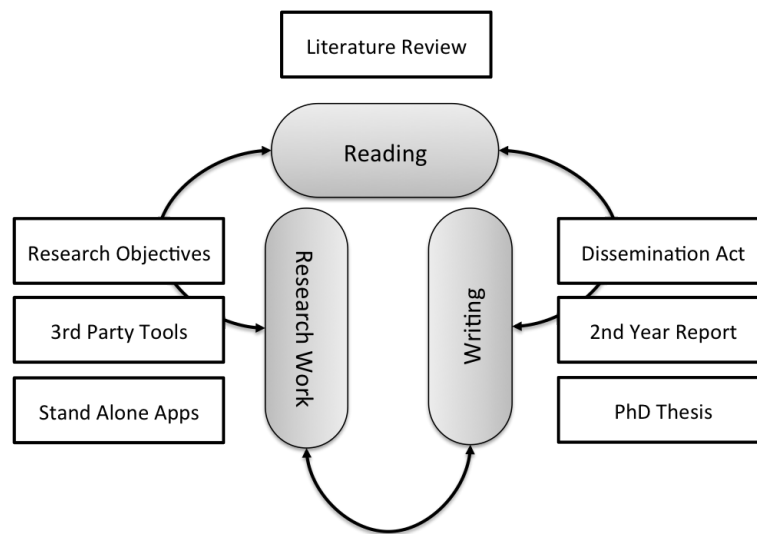 Literature Review
Reading
Research Objectives
3rd Party Tools
Stand Alone Apps
Research Work
Writing
Dissemination Act
2nd Year Report
PhD Thesis